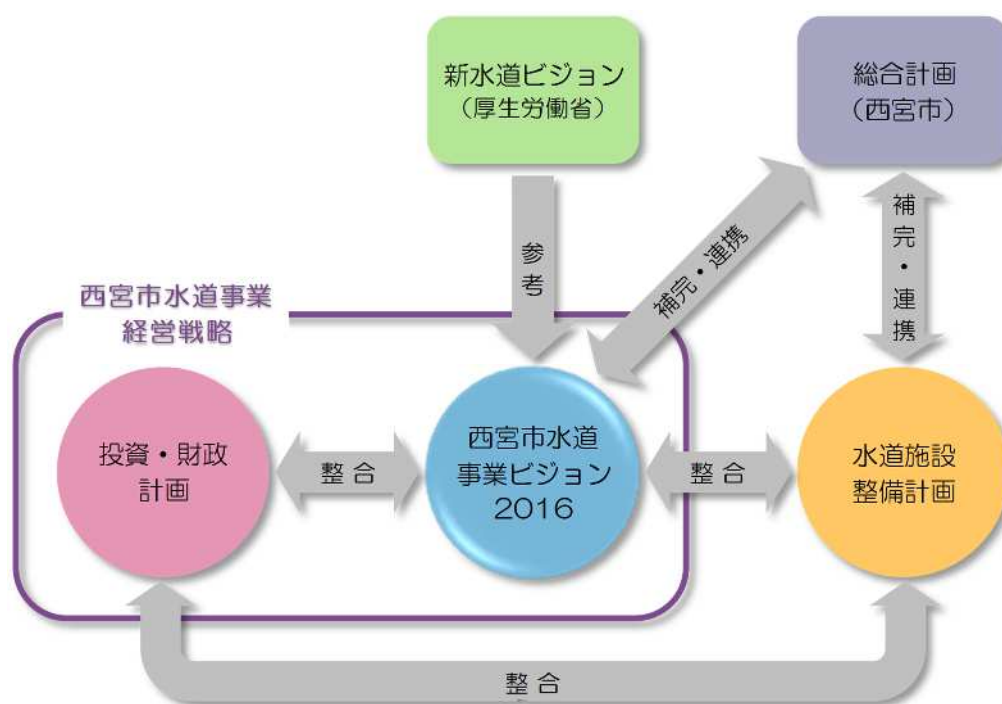 新水道ビジョン
（厚生労働省）
総合計画
（西宮市）
参考
補完・連携
補完・連携
西宮市水道事業
経営戦略
投資・財政
計画
整合
西宮市水道
事業ビジョン
2016
整合
水道施設
整備計画
整合